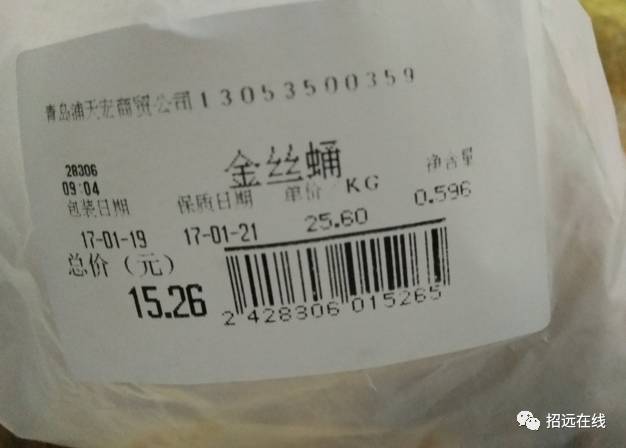 青岛浦天宏商贸公司13053500359
28306 金丝蛹 净含量
09:04
包装日期 保质日期 单价/KG 0.596
17-01-19 17-01-21 25.60
总价（元）
15.26
2 428306 015265
招远在线